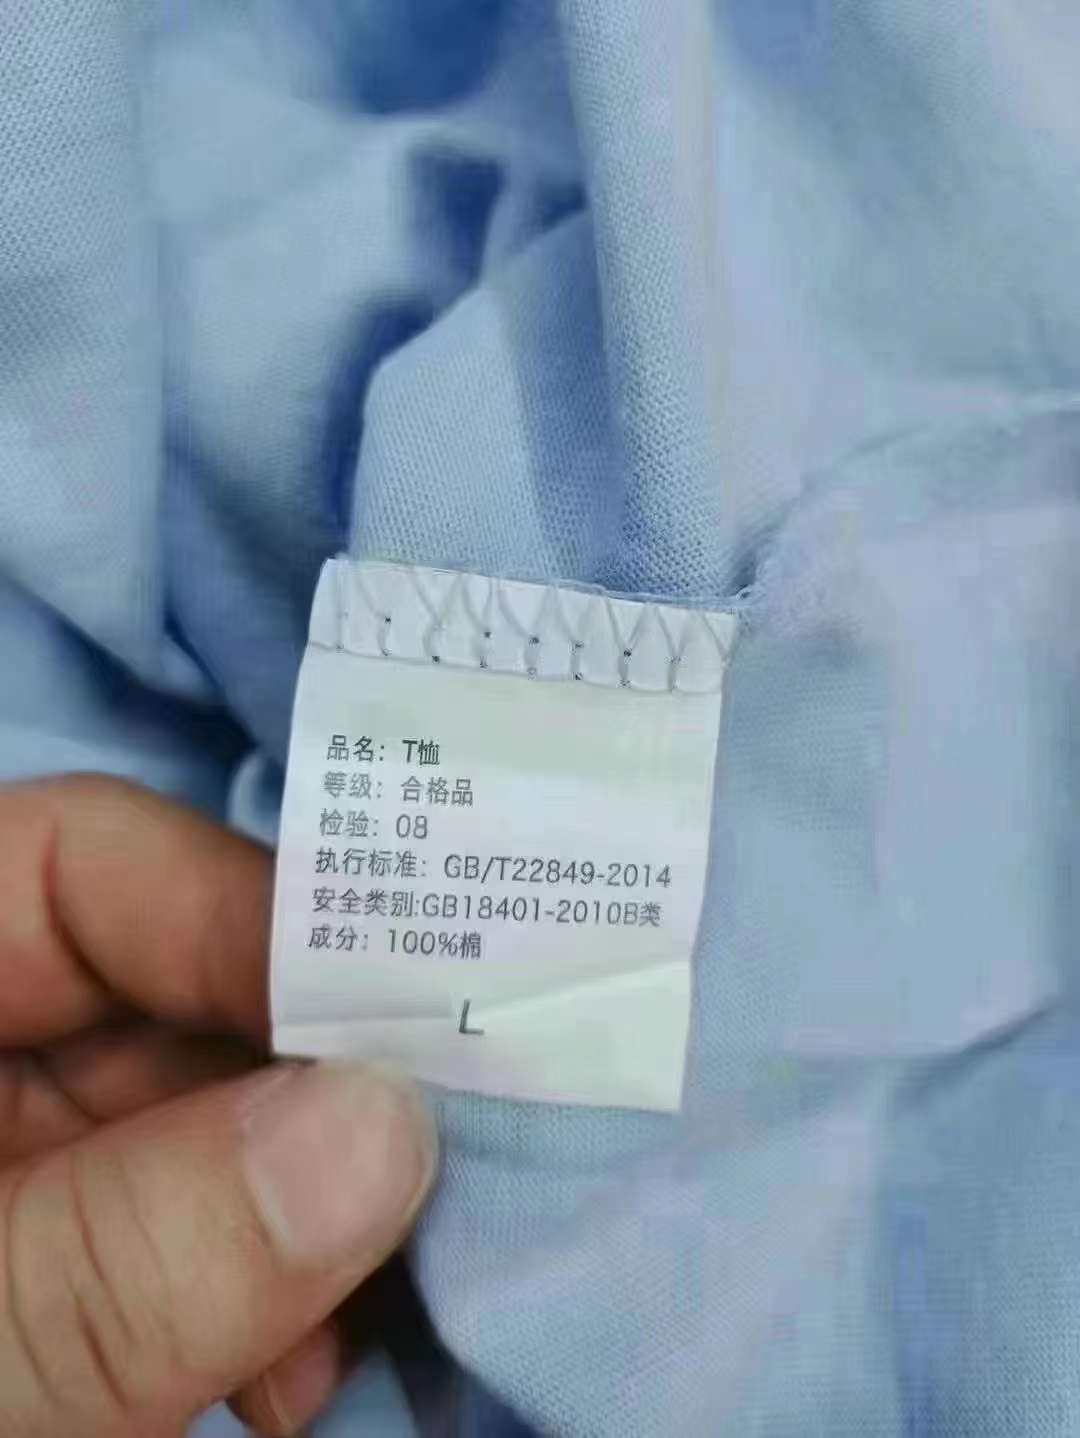 品名：T恤
等级：合格品
检验：08
执行标准：GB/T22849-2014
安全类别:GB18401-2010B类
成分：100%棉
L